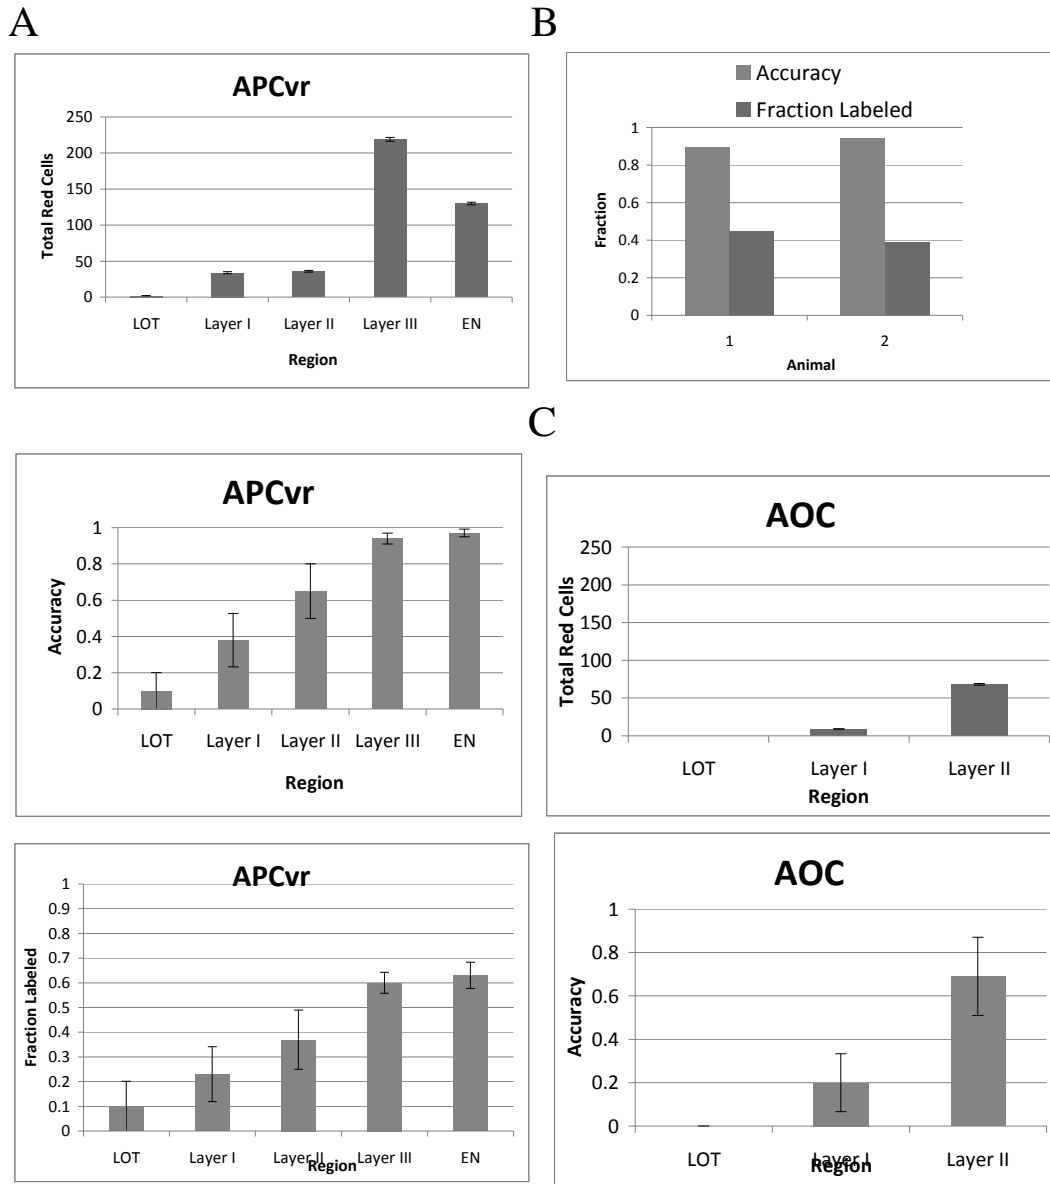 A
APCvr
Total Red Cells
250
200
150
100
50
0
LOT Layer I Layer II Layer III EN
Region
B
Accuracy
Fraction Labeled
Fraction
1
0.8
0.6
0.4
0.2
0
1 2
Animal
APCvr
Accuracy
1
0.8
0.6
0.4
0.2
0
LOT Layer I Layer II Layer III EN
Region
C
AOC
Total Red Cells
250
200
150
100
50
0
LOT Layer I Layer II
Region
APCvr
Fraction Labeled
1
0.9
0.8
0.7
0.6
0.5
0.4
0.3
0.2
0.1
0
LOT Layer I Layer II Layer III EN
Region
AOC
Accuracy
1
0.8
0.6
0.4
0.2
0
LOT Layer I Layer II
Region